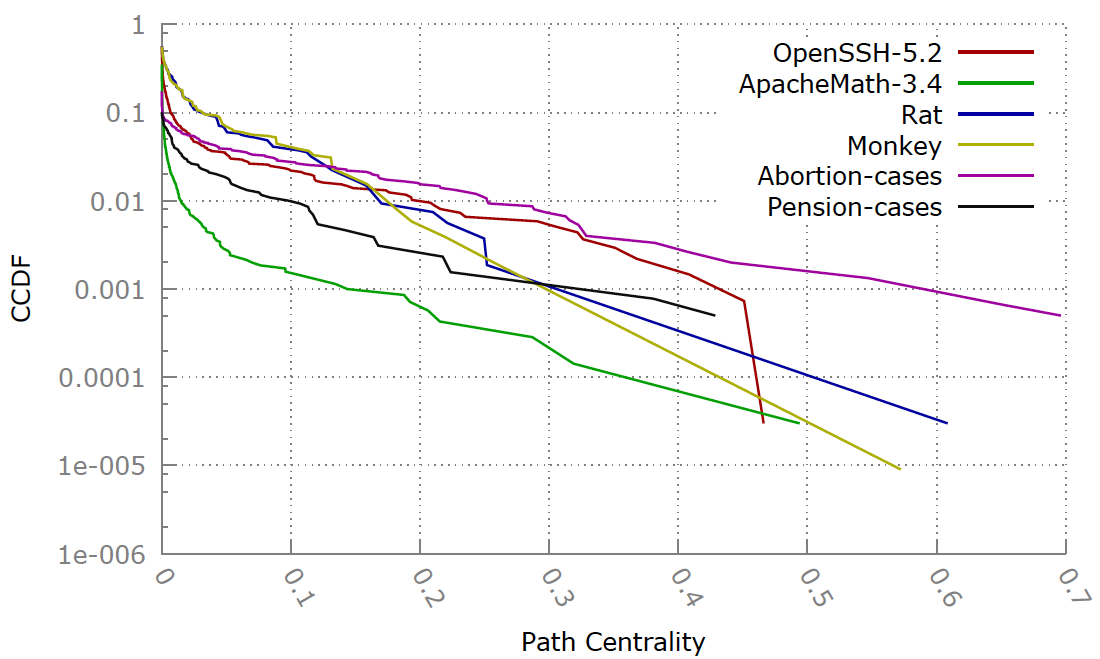 1
0.1
0.01
0.001
0.0001
1e-005
1e-006
CCDF
OpenSSH-5.2
ApacheMath-3.4
Rat
Monkey
Abortion-cases
Pension-cases
0
0.1
0.2
0.3
0.4
0.5
0.6
0.7
Path Centrality